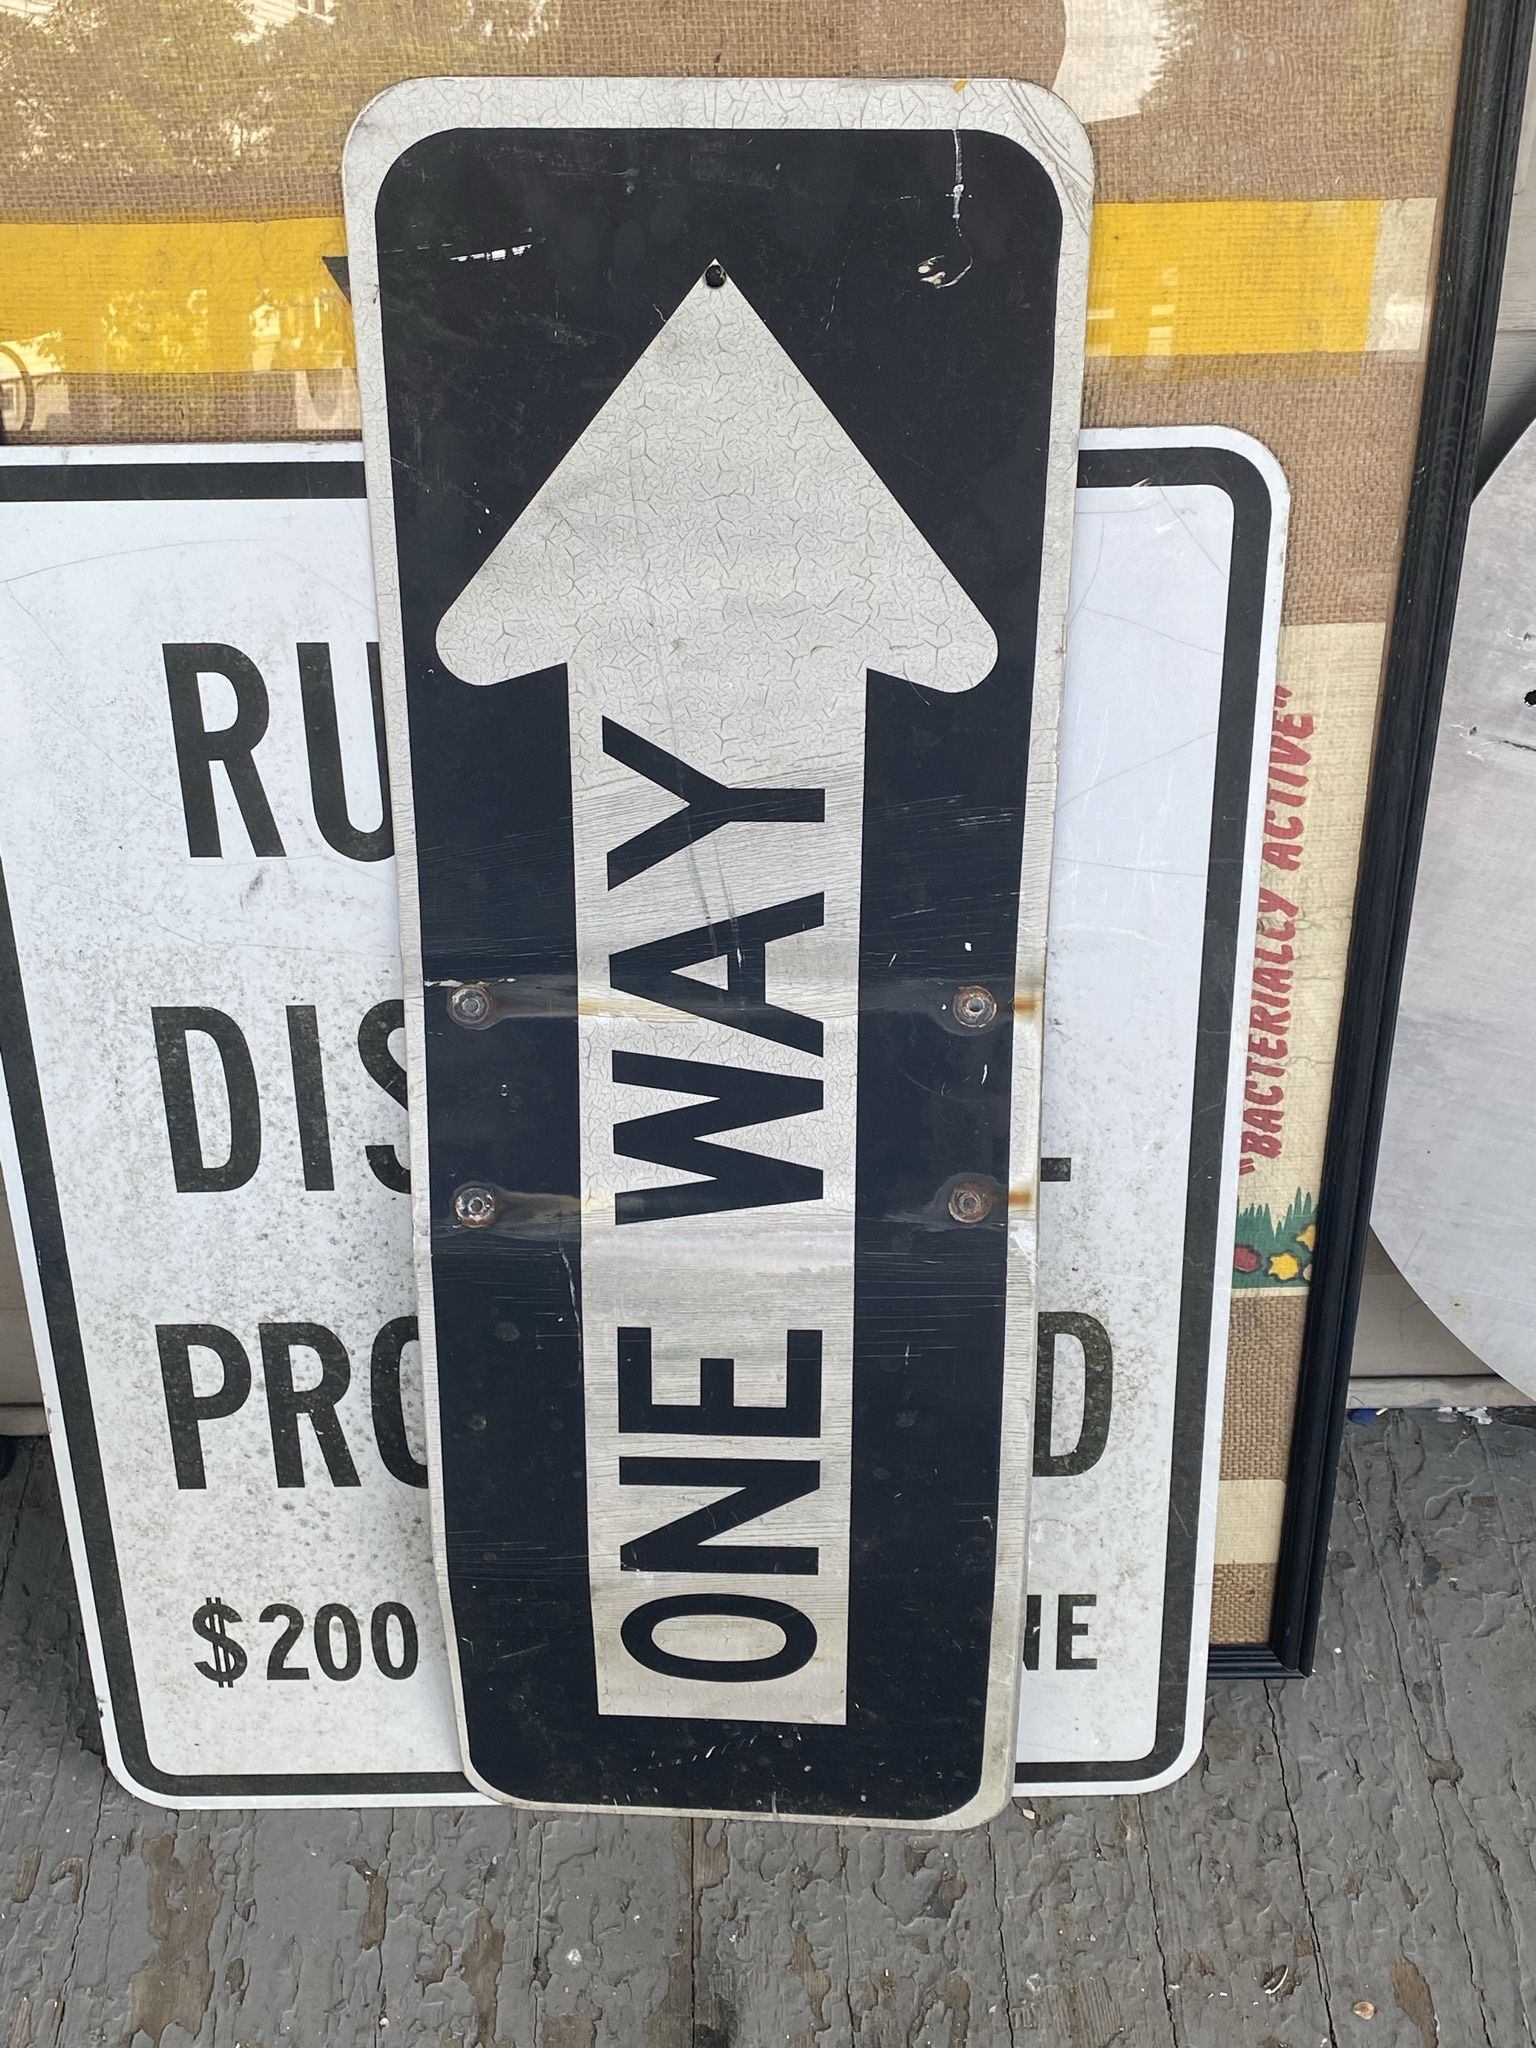 ONE WAY
RU
DIS L
PRO D
$200 NE
"BACTERIALLY ACTIVE"